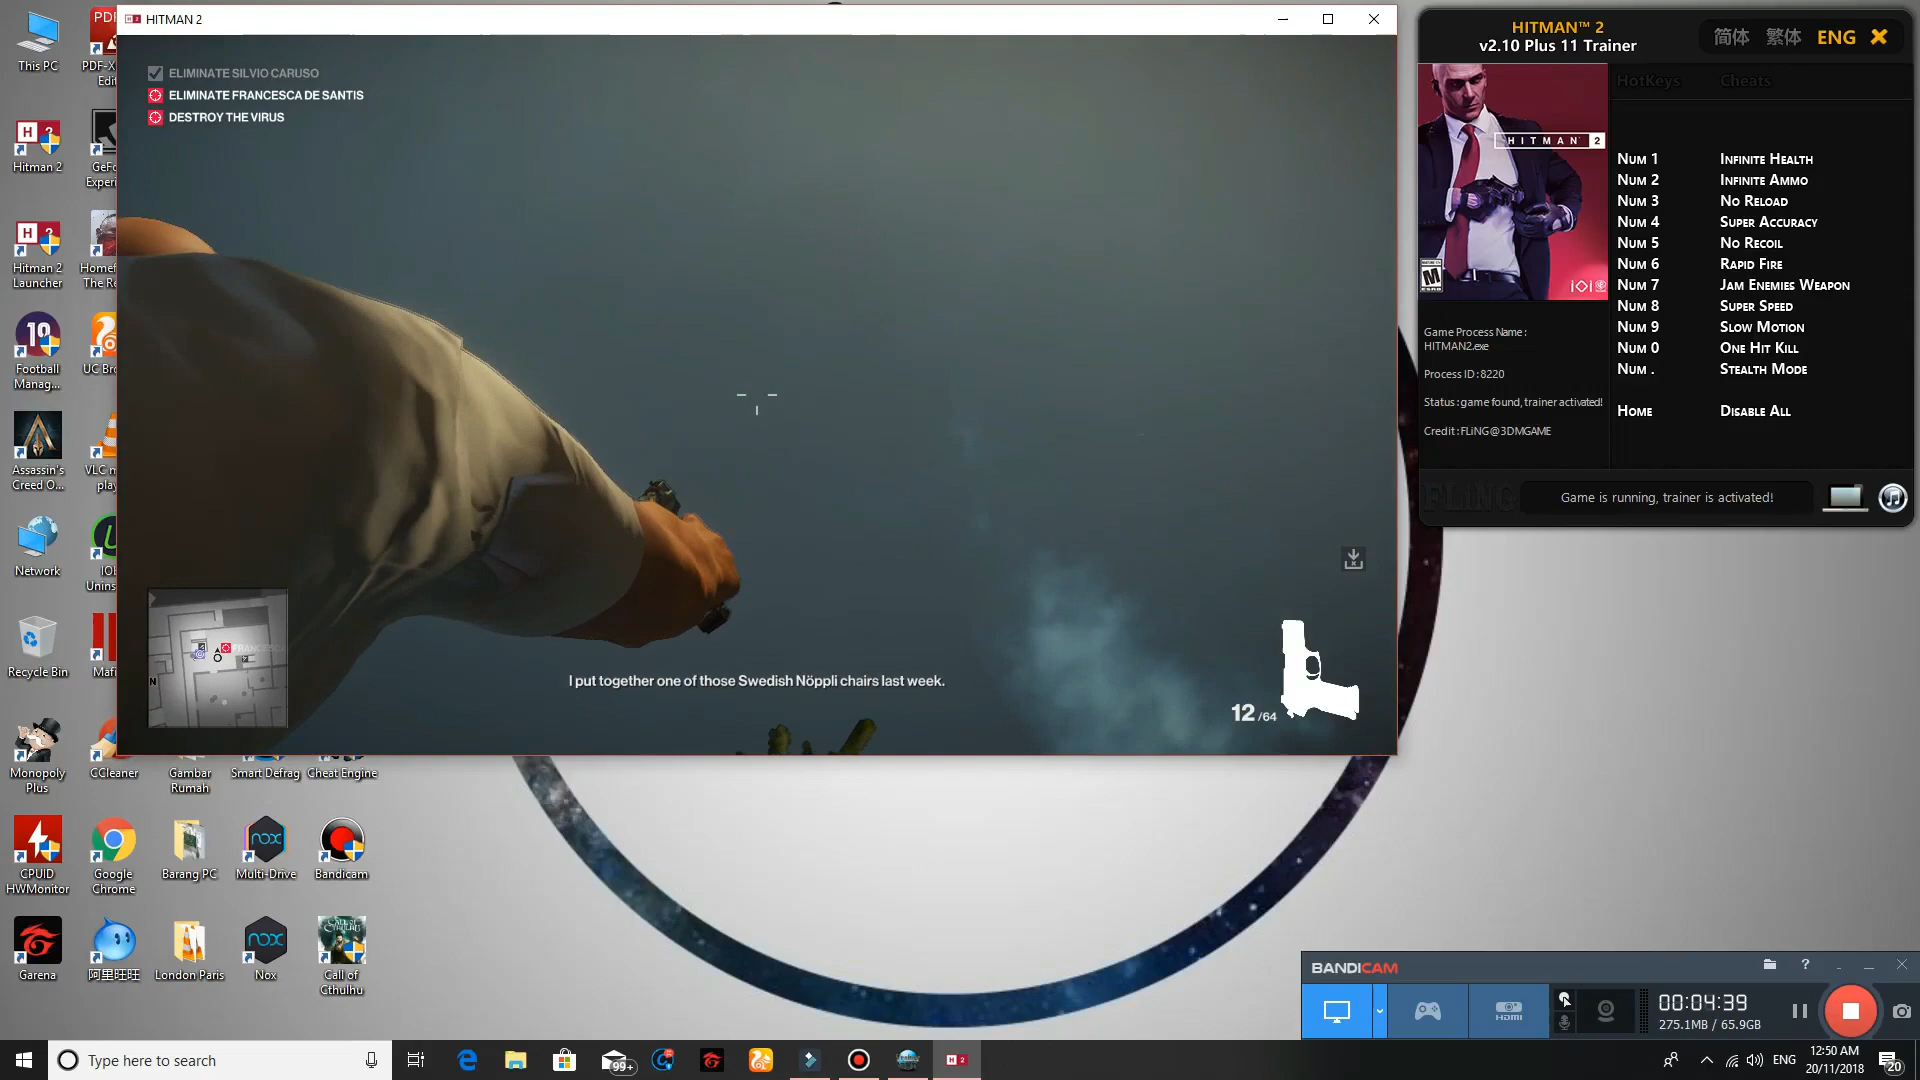 HITMAN 2
ELIMINATE SILVIO CARUSO
ELIMINATE FRANCESCA DE SANTIS
DESTROY THE VIRUS
I put together one of those Swedish Nöppli chairs last week.
12/64
N
HITMAN™ 2
v2.10 Plus 11 Trainer
简体 繁体 ENG
HotKeys Cheats
HITMAN 2
Num 1 Infinite Health
Num 2 Infinite Ammo
Num 3 No Reload
Num 4 Super Accuracy
Num 5 No Recoil
Num 6 Rapid Fire
Num 7 Jam Enemies Weapon
Num 8 Super Speed
Num 9 Slow Motion
Num 0 One Hit Kill
Num . Stealth Mode
Home Disable All
Game Process Name :
HITMAN2.exe
Process ID : 8220
Status : game found, trainer activated!
Credit : FLiNG@3DMGAME
FLiNG
Game is running, trainer is activated!
This PC
Hitman 2
Hitman 2
Launcher
Football
Manag...
Assassin's
Creed O...
Network
Recycle Bin
Monopoly
Plus
CCleaner
Gambar
Rumah
Smart Defrag
Cheat Engine
CPUID
HWMonitor
Google
Chrome
Barang PC
Multi-Drive
Bandicam
Garena
阿里旺旺
London Paris
Nox
Call of
Cthulhu
BANDICAM
HDMI
00:04:39
275.1MB / 65.9GB
Type here to search
99+
ENG
12:50 AM
20/11/2018
20